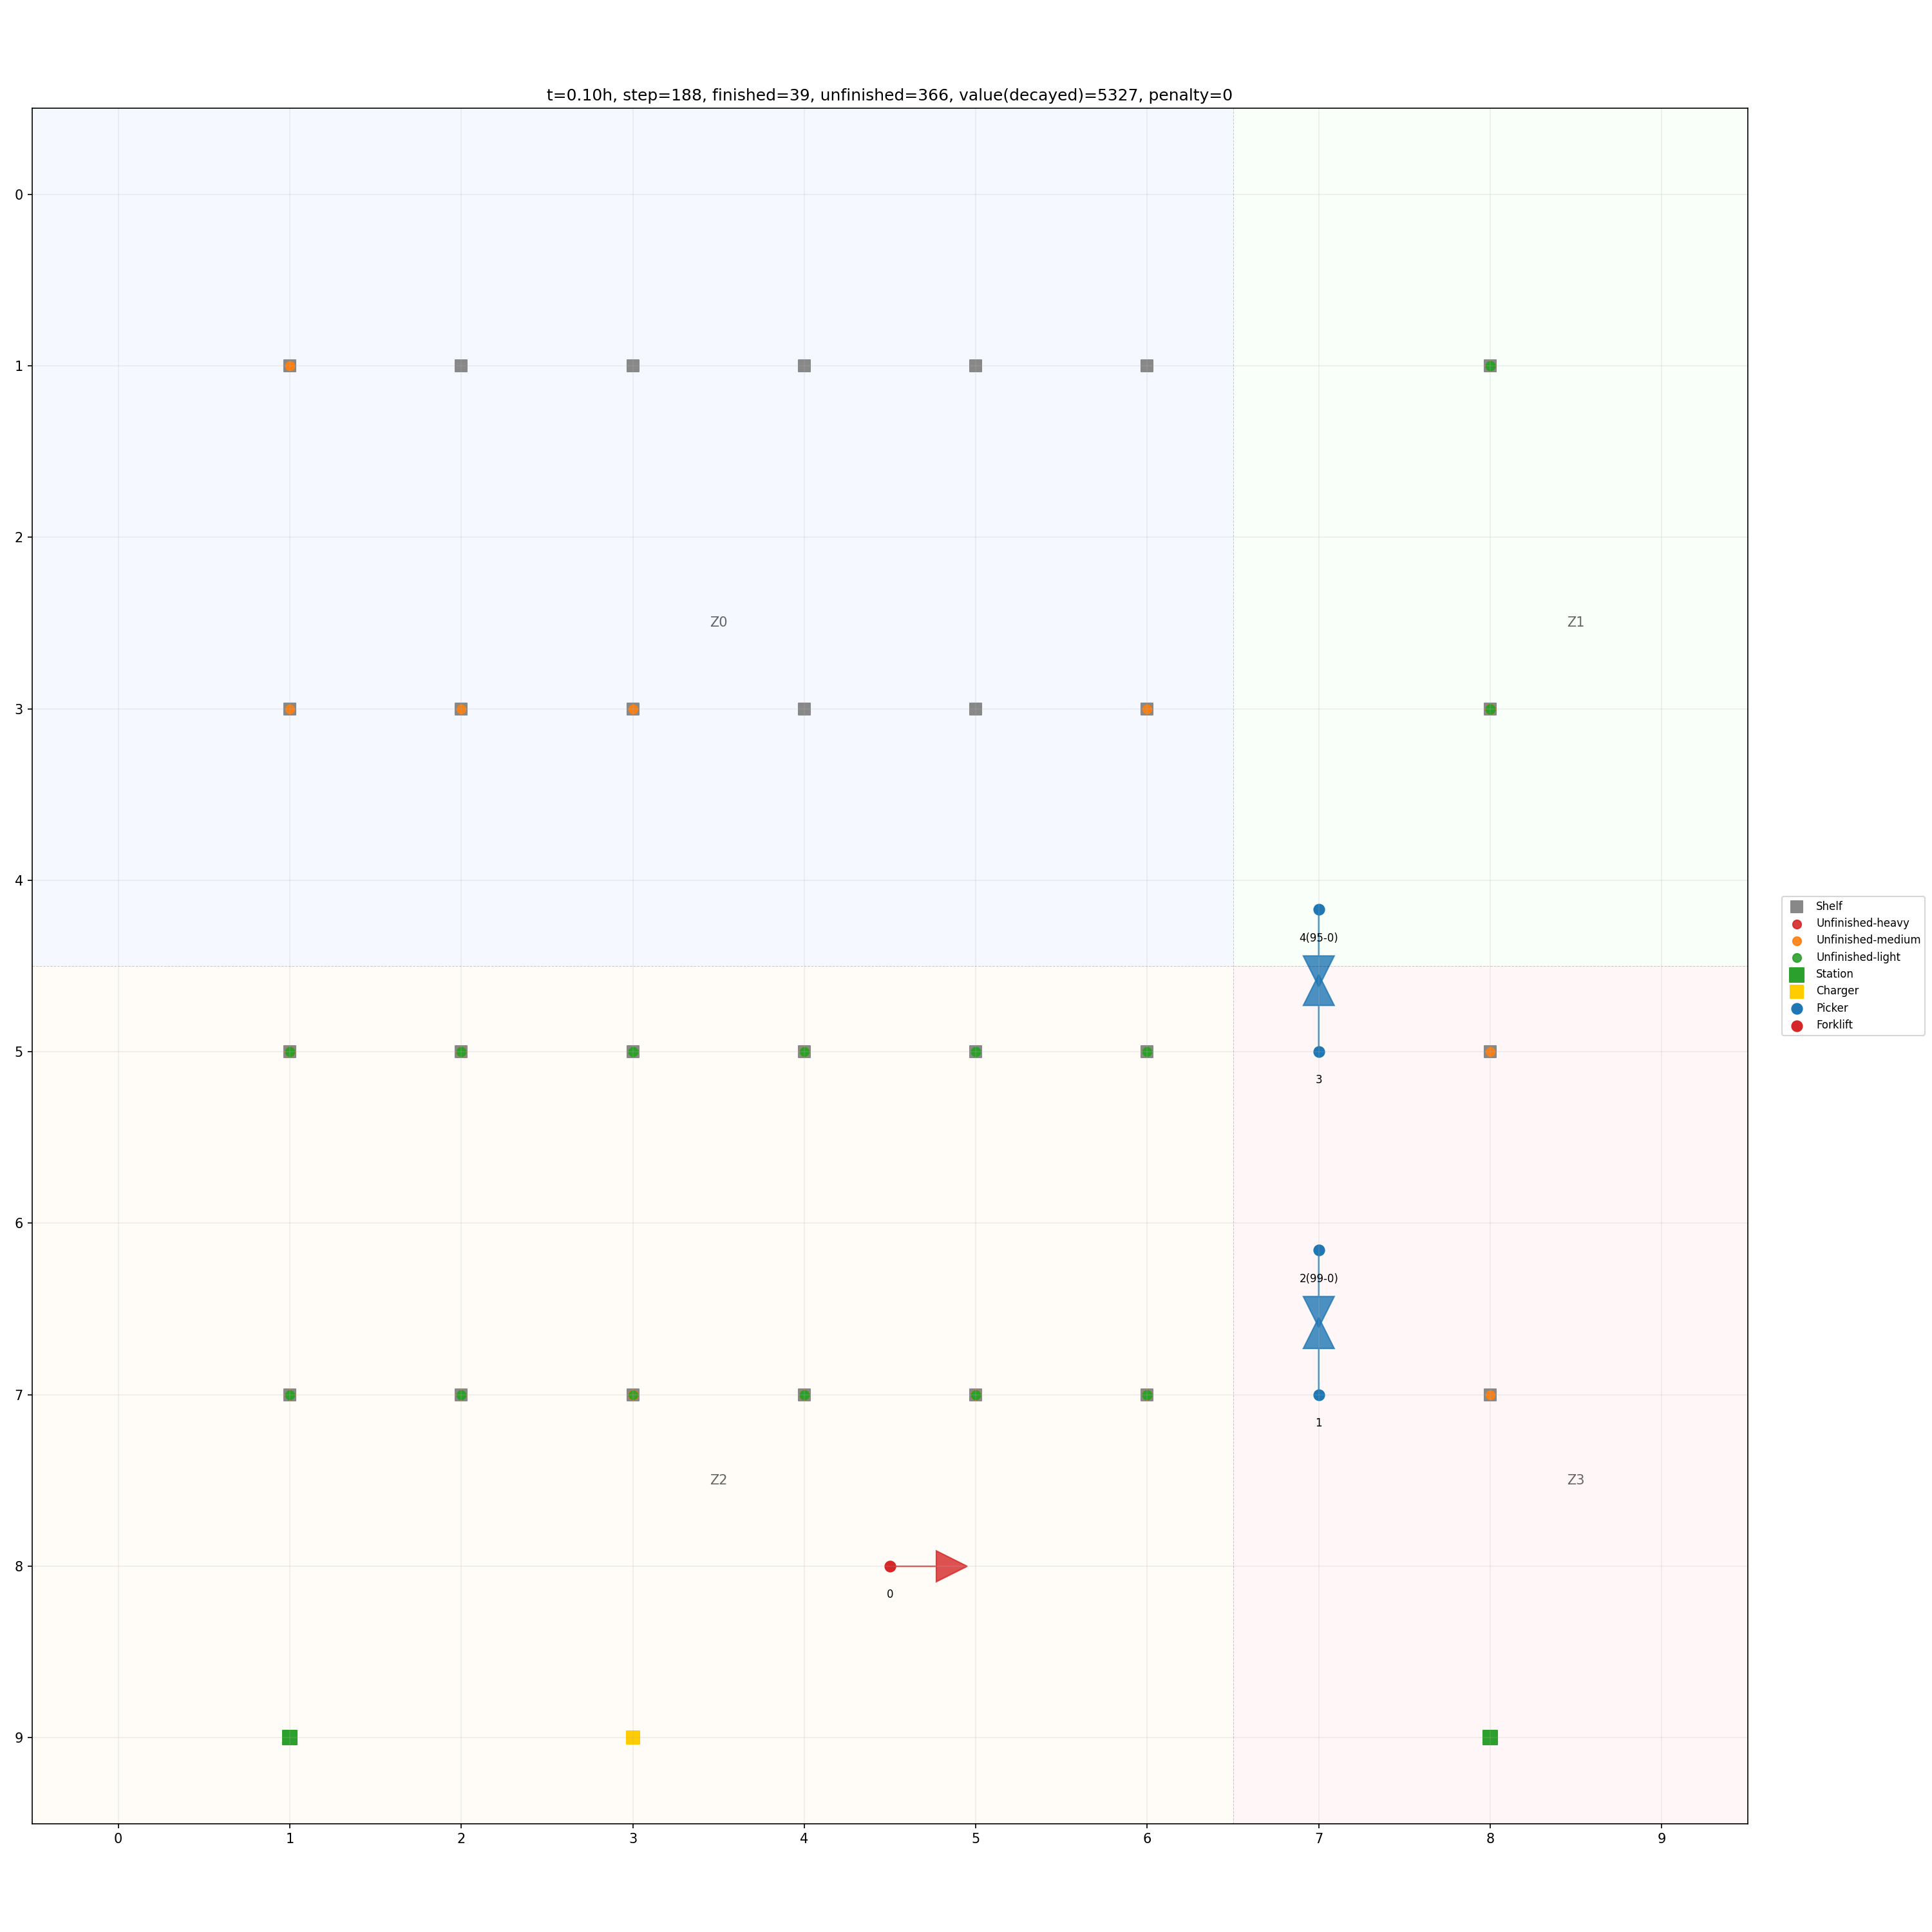 t=0.10h, step=188, finished=39, unfinished=366, value(decayed)=5327, penalty=0
0
1
2
Z0
Z1
3
4
4(95-0)
Shelf
Unfinished-heavy
Unfinished-medium
Unfinished-light
Station
Charger
Picker
Forklift
5
3
6
2(99-0)
7
1
Z2
Z3
8
0
9
0 1 2 3 4 5 6 7 8 9